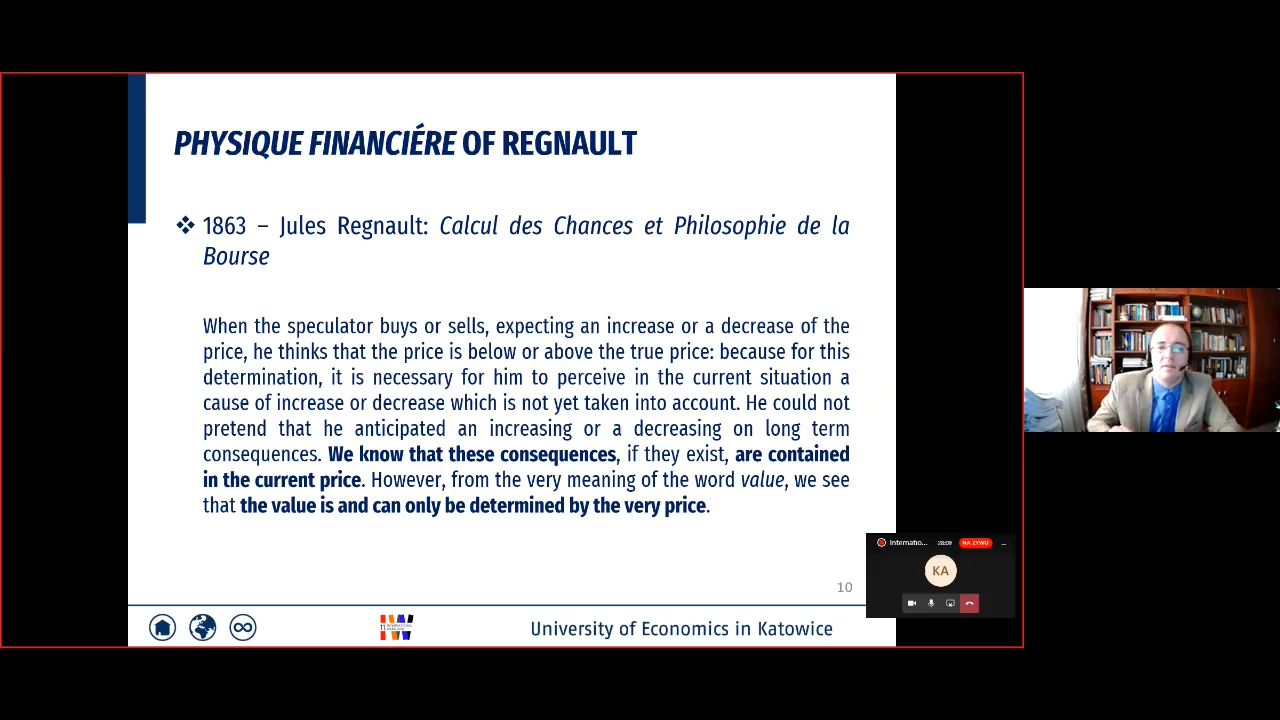 PHYSIQUE FINANCIÉRE OF REGNAULT
❖ 1863 – Jules Regnault: Calcul des Chances et Philosophie de la
Bourse
When the speculator buys or sells, expecting an increase or a decrease of the
price, he thinks that the price is below or above the true price: because for this
determination, it is necessary for him to perceive in the current situation a
cause of increase or decrease which is not yet taken into account. He could not
pretend that he anticipated an increasing or a decreasing on long term
consequences. We know that these consequences, if they exist, are contained
in the current price. However, from the very meaning of the word value, we see
that the value is and can only be determined by the very price.
Internatio... 28:09 NA ŻYWO ...
KA
10
University of Economics in Katowice